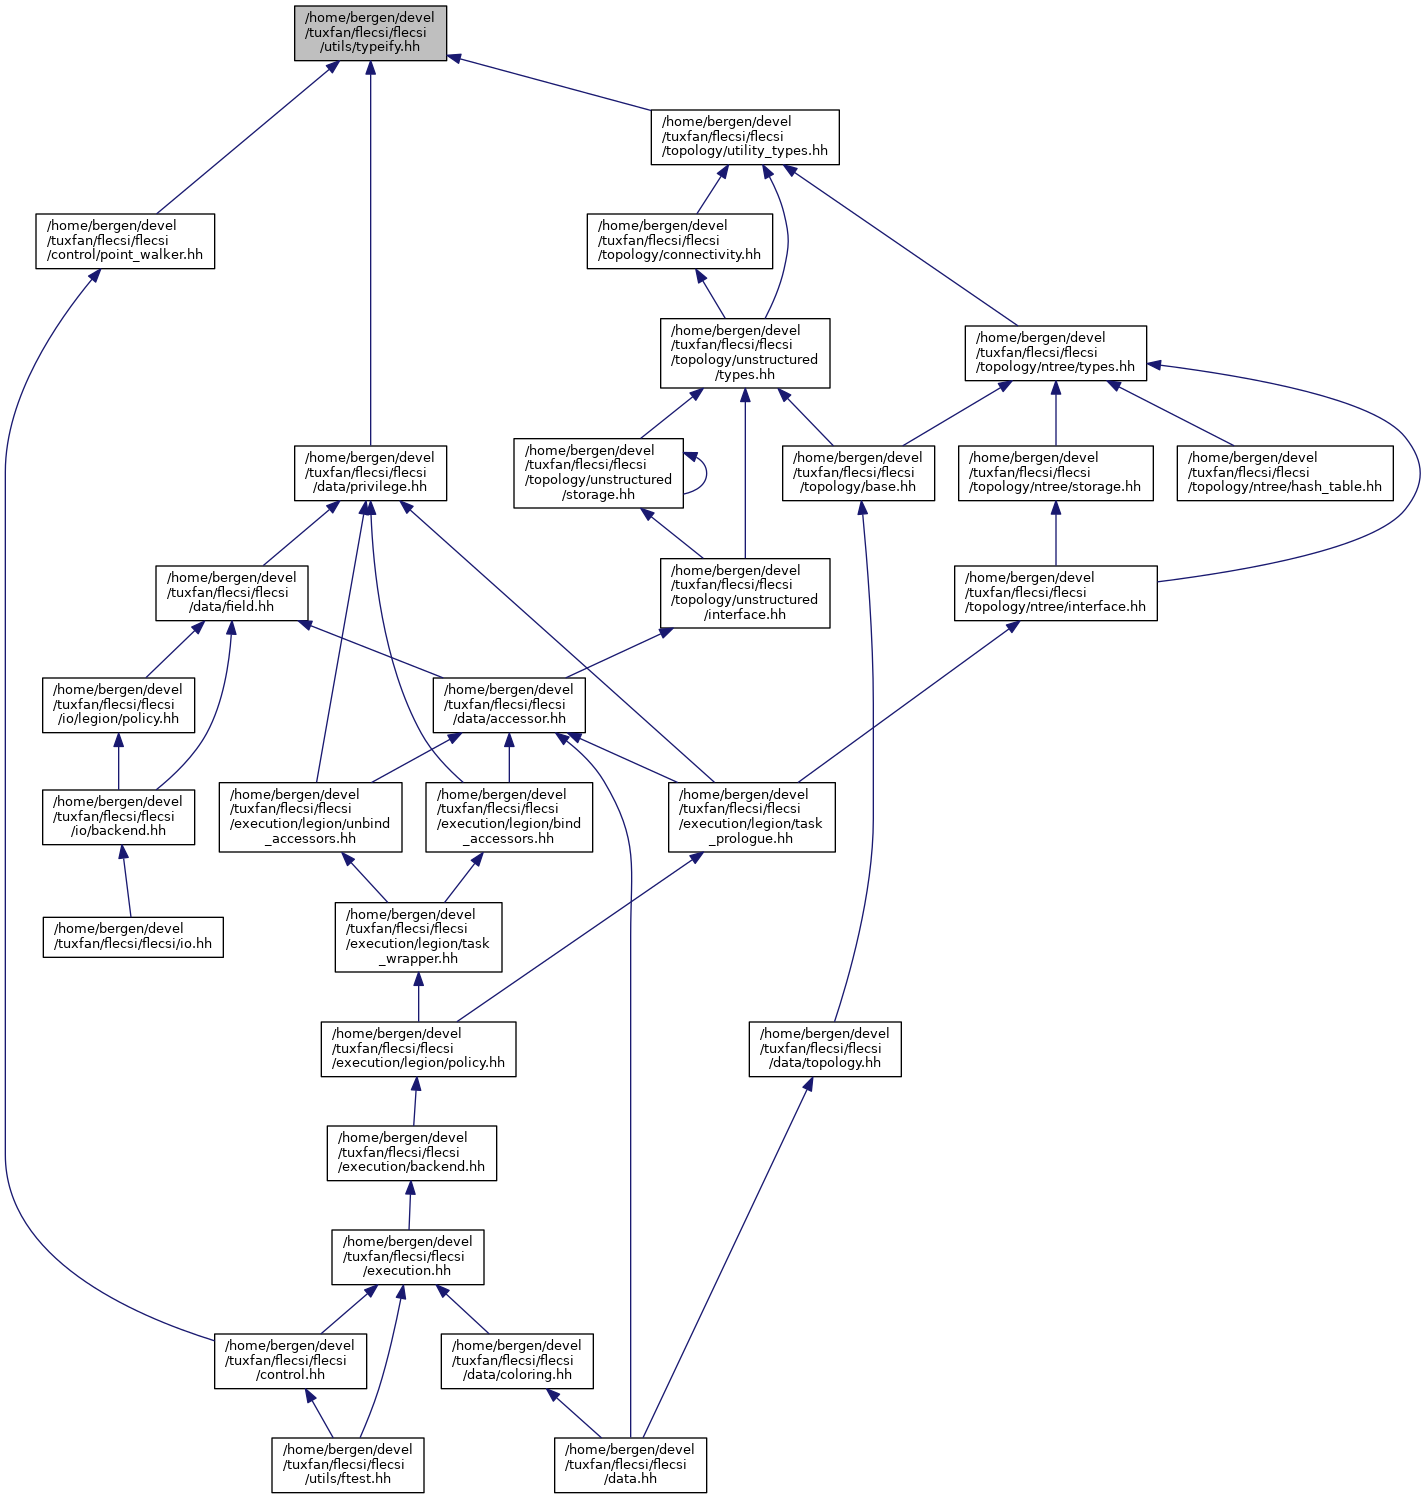 /home/bergen/devel
/tuxfan/flecsi/flecsi
/utils/typeify.hh
/home/bergen/devel
/tuxfan/flecsi/flecsi
/topology/utility_types.hh
/home/bergen/devel
/tuxfan/flecsi/flecsi
/control/point_walker.hh
/home/bergen/devel
/tuxfan/flecsi/flecsi
/topology/connectivity.hh
/home/bergen/devel
/tuxfan/flecsi/flecsi
/topology/unstructured
/types.hh
/home/bergen/devel
/tuxfan/flecsi/flecsi
/topology/ntree/types.hh
/home/bergen/devel
/tuxfan/flecsi/flecsi
/data/privilege.hh
/home/bergen/devel
/tuxfan/flecsi/flecsi
/topology/unstructured
/storage.hh
/home/bergen/devel
/tuxfan/flecsi/flecsi
/topology/base.hh
/home/bergen/devel
/tuxfan/flecsi/flecsi
/topology/ntree/storage.hh
/home/bergen/devel
/tuxfan/flecsi/flecsi
/topology/ntree/hash_table.hh
/home/bergen/devel
/tuxfan/flecsi/flecsi
/data/field.hh
/home/bergen/devel
/tuxfan/flecsi/flecsi
/topology/unstructured
/interface.hh
/home/bergen/devel
/tuxfan/flecsi/flecsi
/topology/ntree/interface.hh
/home/bergen/devel
/tuxfan/flecsi/flecsi
/io/legion/policy.hh
/home/bergen/devel
/tuxfan/flecsi/flecsi
/data/accessor.hh
/home/bergen/devel
/tuxfan/flecsi/flecsi
/io/backend.hh
/home/bergen/devel
/tuxfan/flecsi/flecsi
/execution/legion/unbind
_accessors.hh
/home/bergen/devel
/tuxfan/flecsi/flecsi
/execution/legion/bind
_accessors.hh
/home/bergen/devel
/tuxfan/flecsi/flecsi
/execution/legion/task
_prologue.hh
/home/bergen/devel
/tuxfan/flecsi/flecsi/io.hh
/home/bergen/devel
/tuxfan/flecsi/flecsi
/execution/legion/task
_wrapper.hh
/home/bergen/devel
/tuxfan/flecsi/flecsi
/execution/legion/policy.hh
/home/bergen/devel
/tuxfan/flecsi/flecsi
/data/topology.hh
/home/bergen/devel
/tuxfan/flecsi/flecsi
/execution/backend.hh
/home/bergen/devel
/tuxfan/flecsi/flecsi
/execution.hh
/home/bergen/devel
/tuxfan/flecsi/flecsi
/control.hh
/home/bergen/devel
/tuxfan/flecsi/flecsi
/data/coloring.hh
/home/bergen/devel
/tuxfan/flecsi/flecsi
/utils/ftest.hh
/home/bergen/devel
/tuxfan/flecsi/flecsi
/data.hh